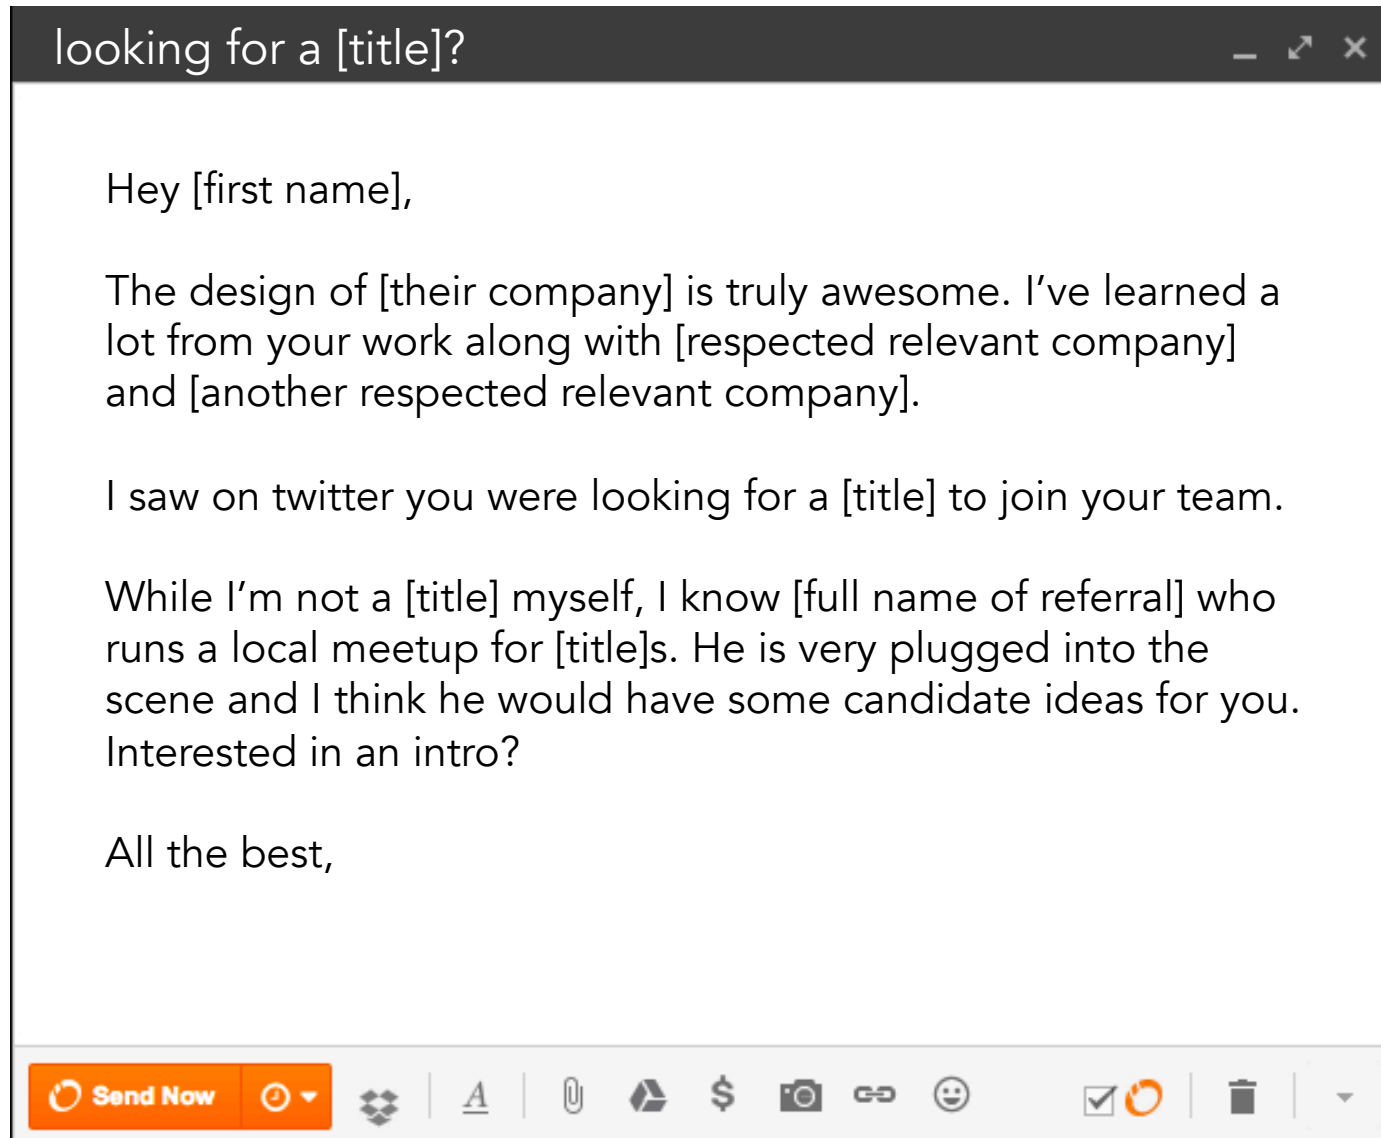 looking for a [title]?
Hey [first name],
The design of [their company] is truly awesome. I’ve learned a
lot from your work along with [respected relevant company]
and [another respected relevant company].
I saw on twitter you were looking for a [title] to join your team.
While I’m not a [title] myself, I know [full name of referral] who
runs a local meetup for [title]s. He is very plugged into the
scene and I think he would have some candidate ideas for you.
Interested in an intro?
All the best,
Send Now